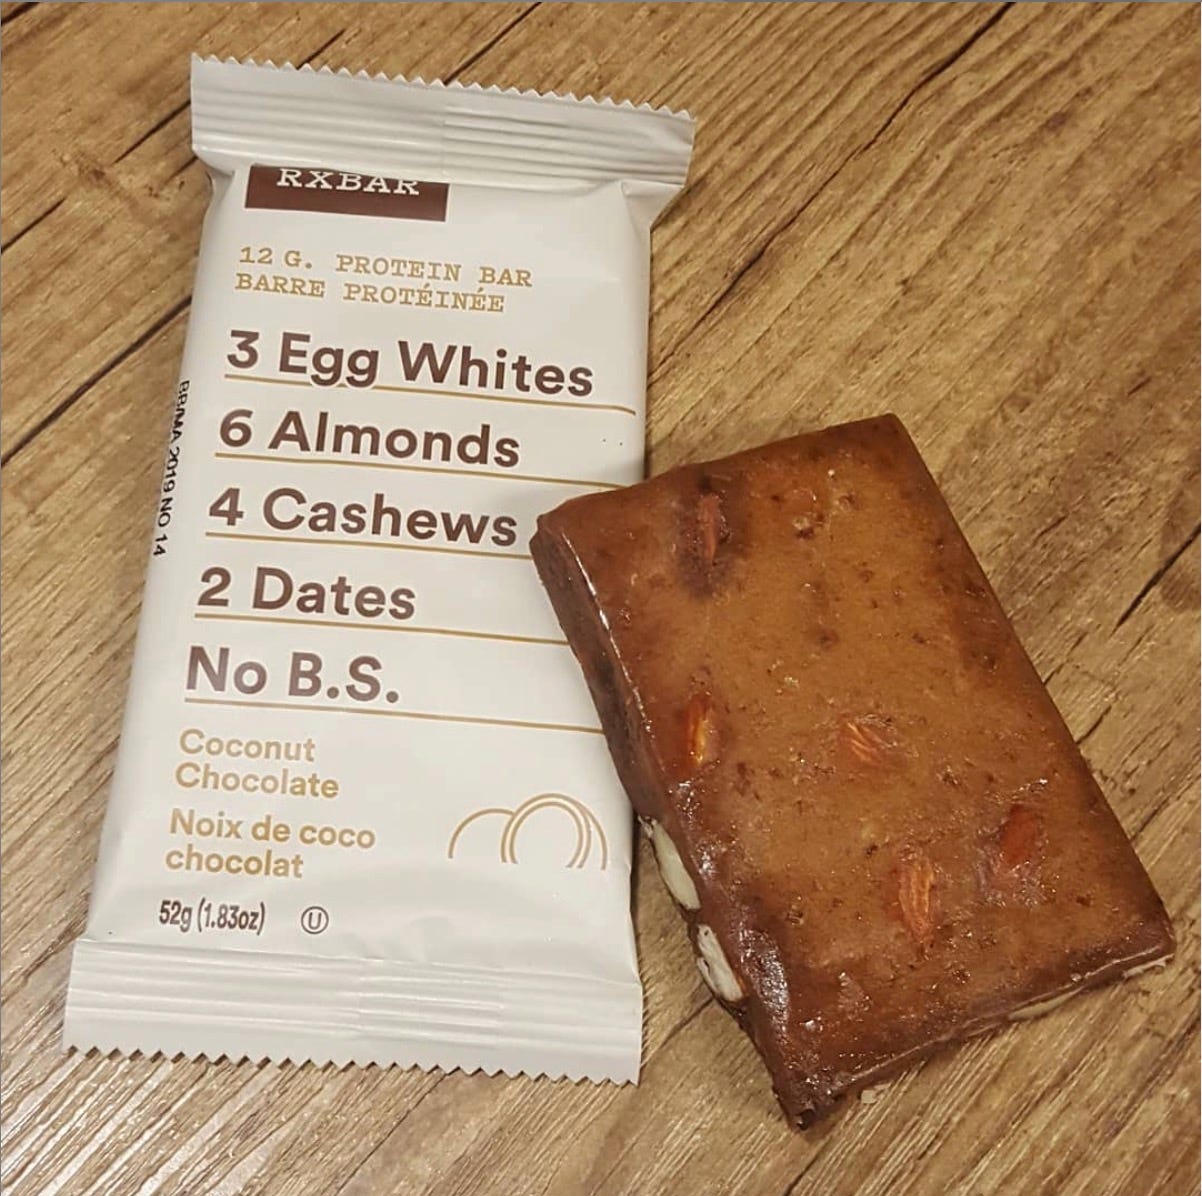 RXBAR
12 G. PROTEIN BAR
BARRE PROTÉINÉE
3 Egg Whites
6 Almonds
4 Cashews
2 Dates
No B.S.
Coconut
Chocolate
Noix de coco
chocolat
52g (1.83oz) U
BB/MA 2019 NO 14